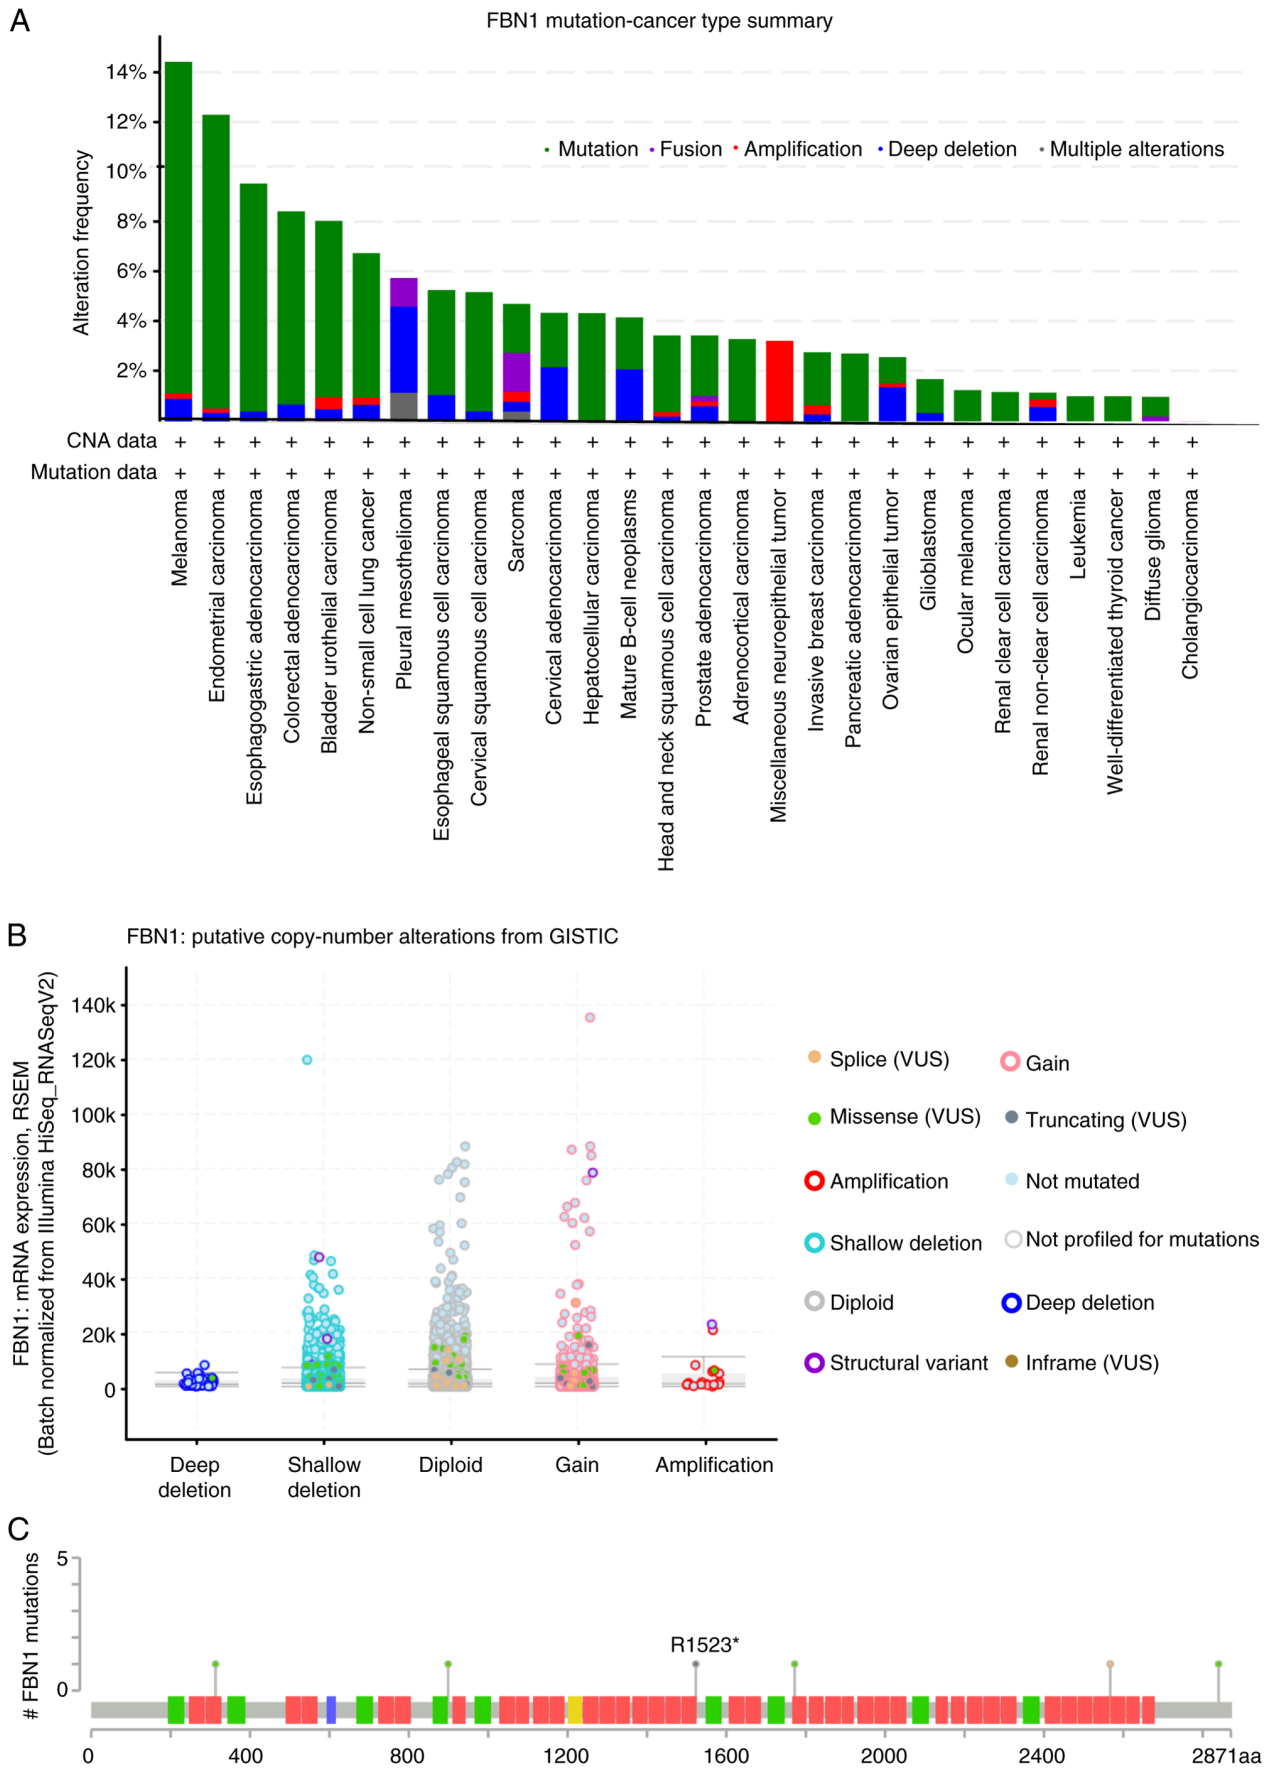 A
FBN1 mutation-cancer type summary
Alteration frequency
14%
12%
10%
8%
6%
4%
2%
Mutation
Fusion
Amplification
Deep deletion
Multiple alterations
CNA data + + + + + + + + + + + + + + + + + + + + + + + + + + + +
Mutation data + + + + + + + + + + + + + + + + + + + + + + + + + + + +
Melanoma
Endometrial carcinoma
Esophagogastric adenocarcinoma
Colorectal adenocarcinoma
Bladder urothelial carcinoma
Non-small cell lung cancer
Pleural mesothelioma
Esophageal squamous cell carcinoma
Cervical squamous cell carcinoma
Sarcoma
Cervical adenocarcinoma
Hepatocellular carcinoma
Mature B-cell neoplasms
Head and neck squamous cell carcinoma
Prostate adenocarcinoma
Adrenocortical carcinoma
Miscellaneous neuroepithelial tumor
Invasive breast carcinoma
Pancreatic adenocarcinoma
Ovarian epithelial tumor
Glioblastoma
Ocular melanoma
Renal clear cell carcinoma
Renal non-clear cell carcinoma
Leukemia
Well-differentiated thyroid cancer
Diffuse glioma
Cholangiocarcinoma
B
FBN1: putative copy-number alterations from GISTIC
FBN1: mRNA expression, RSEM
(Batch normalized from Illumina HiSeq_RNASeqV2)
140k
120k
100k
80k
60k
40k
20k
0
Deep
deletion
Shallow
deletion
Diploid
Gain
Amplification
Splice (VUS)
Gain
Missense (VUS)
Truncating (VUS)
Amplification
Not mutated
Shallow deletion
Not profiled for mutations
Diploid
Deep deletion
Structural variant
Inframe (VUS)
C
# FBN1 mutations
5
0
R1523*
0
400
800
1200
1600
2000
2400
2871aa